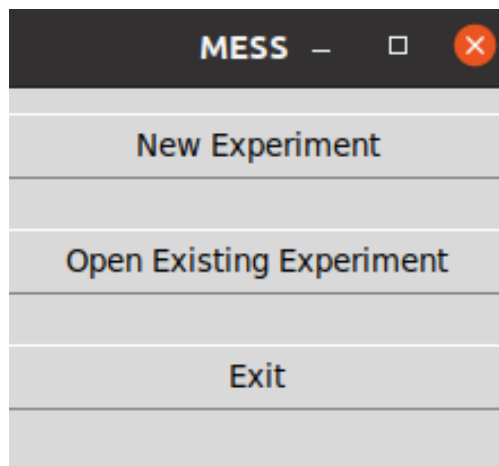 MESS
New Experiment
Open Existing Experiment
Exit